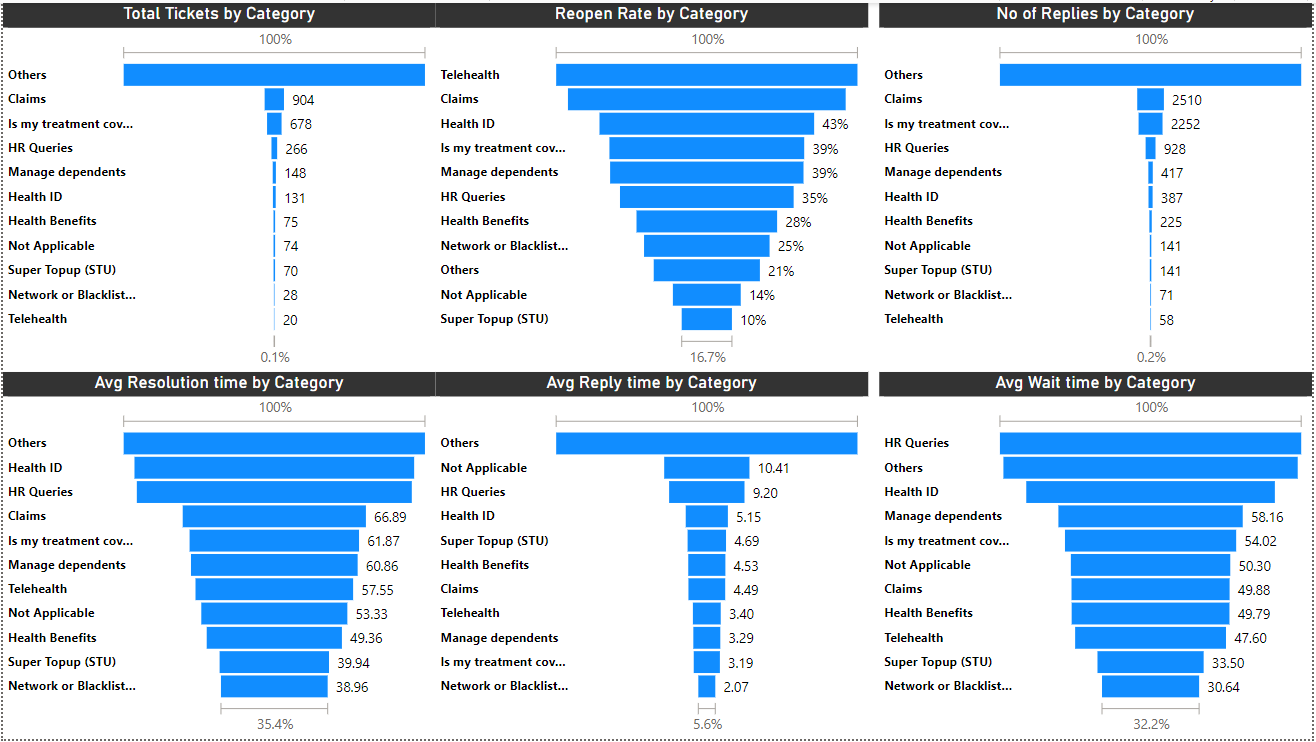 Total Tickets by Category
100%
Others
Claims 904
Is my treatment cov... 678
HR Queries 266
Manage dependents 148
Health ID 131
Health Benefits 75
Not Applicable 74
Super Topup (STU) 70
Network or Blacklist... 28
Telehealth 20
0.1%
Reopen Rate by Category
100%
Telehealth
Claims
Health ID 43%
Is my treatment cov... 39%
Manage dependents 39%
HR Queries 35%
Health Benefits 28%
Network or Blacklist... 25%
Others 21%
Not Applicable 14%
Super Topup (STU) 10%
16.7%
No of Replies by Category
100%
Others
Claims 2510
Is my treatment cov... 2252
HR Queries 928
Manage dependents 417
Health ID 387
Health Benefits 225
Not Applicable 141
Super Topup (STU) 141
Network or Blacklist... 71
Telehealth 58
0.2%
Avg Resolution time by Category
100%
Others
Health ID
HR Queries
Claims 66.89
Is my treatment cov... 61.87
Manage dependents 60.86
Telehealth 57.55
Not Applicable 53.33
Health Benefits 49.36
Super Topup (STU) 39.94
Network or Blacklist... 38.96
35.4%
Avg Reply time by Category
100%
Others
Not Applicable 10.41
HR Queries 9.20
Health ID 5.15
Super Topup (STU) 4.69
Health Benefits 4.53
Claims 4.49
Telehealth 3.40
Manage dependents 3.29
Is my treatment cov... 3.19
Network or Blacklist... 2.07
5.6%
Avg Wait time by Category
100%
HR Queries
Others
Health ID
Manage dependents 58.16
Is my treatment cov... 54.02
Not Applicable 50.30
Claims 49.88
Health Benefits 49.79
Telehealth 47.60
Super Topup (STU) 33.50
Network or Blacklist... 30.64
32.2%